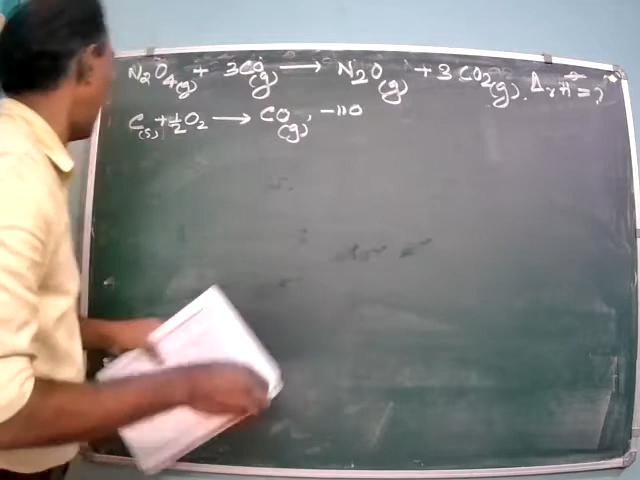 N₂O₄(g) + 3CO(g) → N₂O(g) + 3CO₂(g). ΔrH° = ?
C(s) + ½O₂ → CO(g), -110